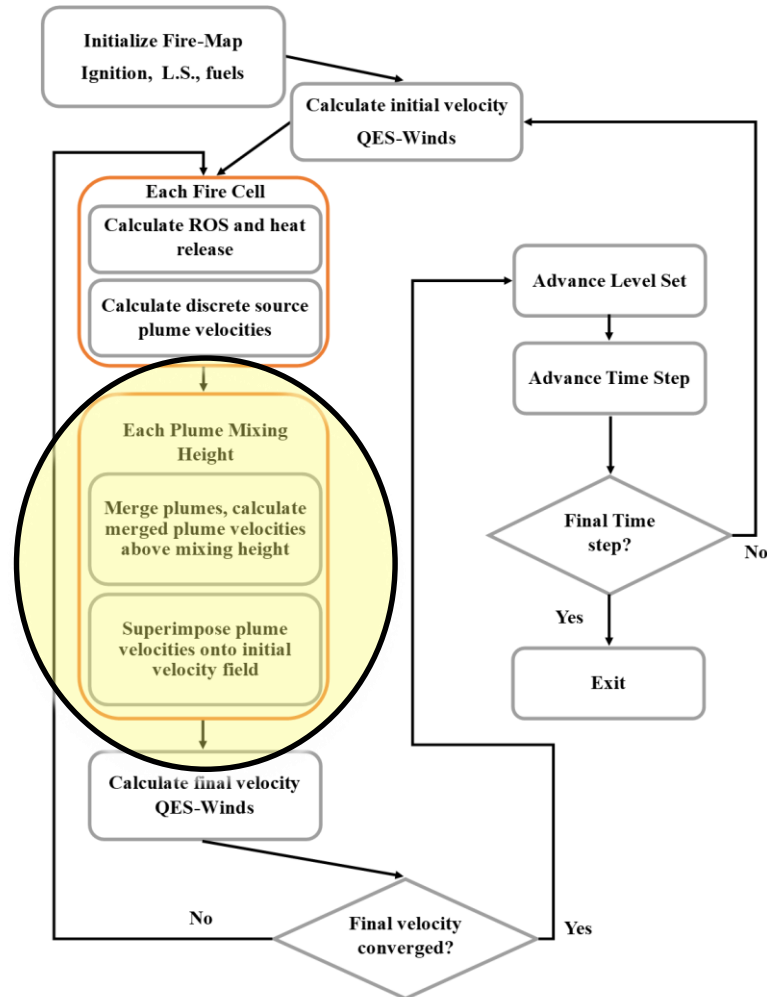 Initialize Fire-Map
Ignition, L.S., fuels
Calculate initial velocity
QES-Winds
Each Fire Cell
Calculate ROS and heat
release
Calculate discrete source
plume velocities
Each Plume Mixing
Height
Merge plumes, calculate
merged plume velocities
above mixing height
Superimpose plume
velocities onto initial
velocity field
Calculate final velocity
QES-Winds
No
Final velocity
converged?
Yes
Advance Level Set
Advance Time Step
Final Time
step?
No
Yes
Exit